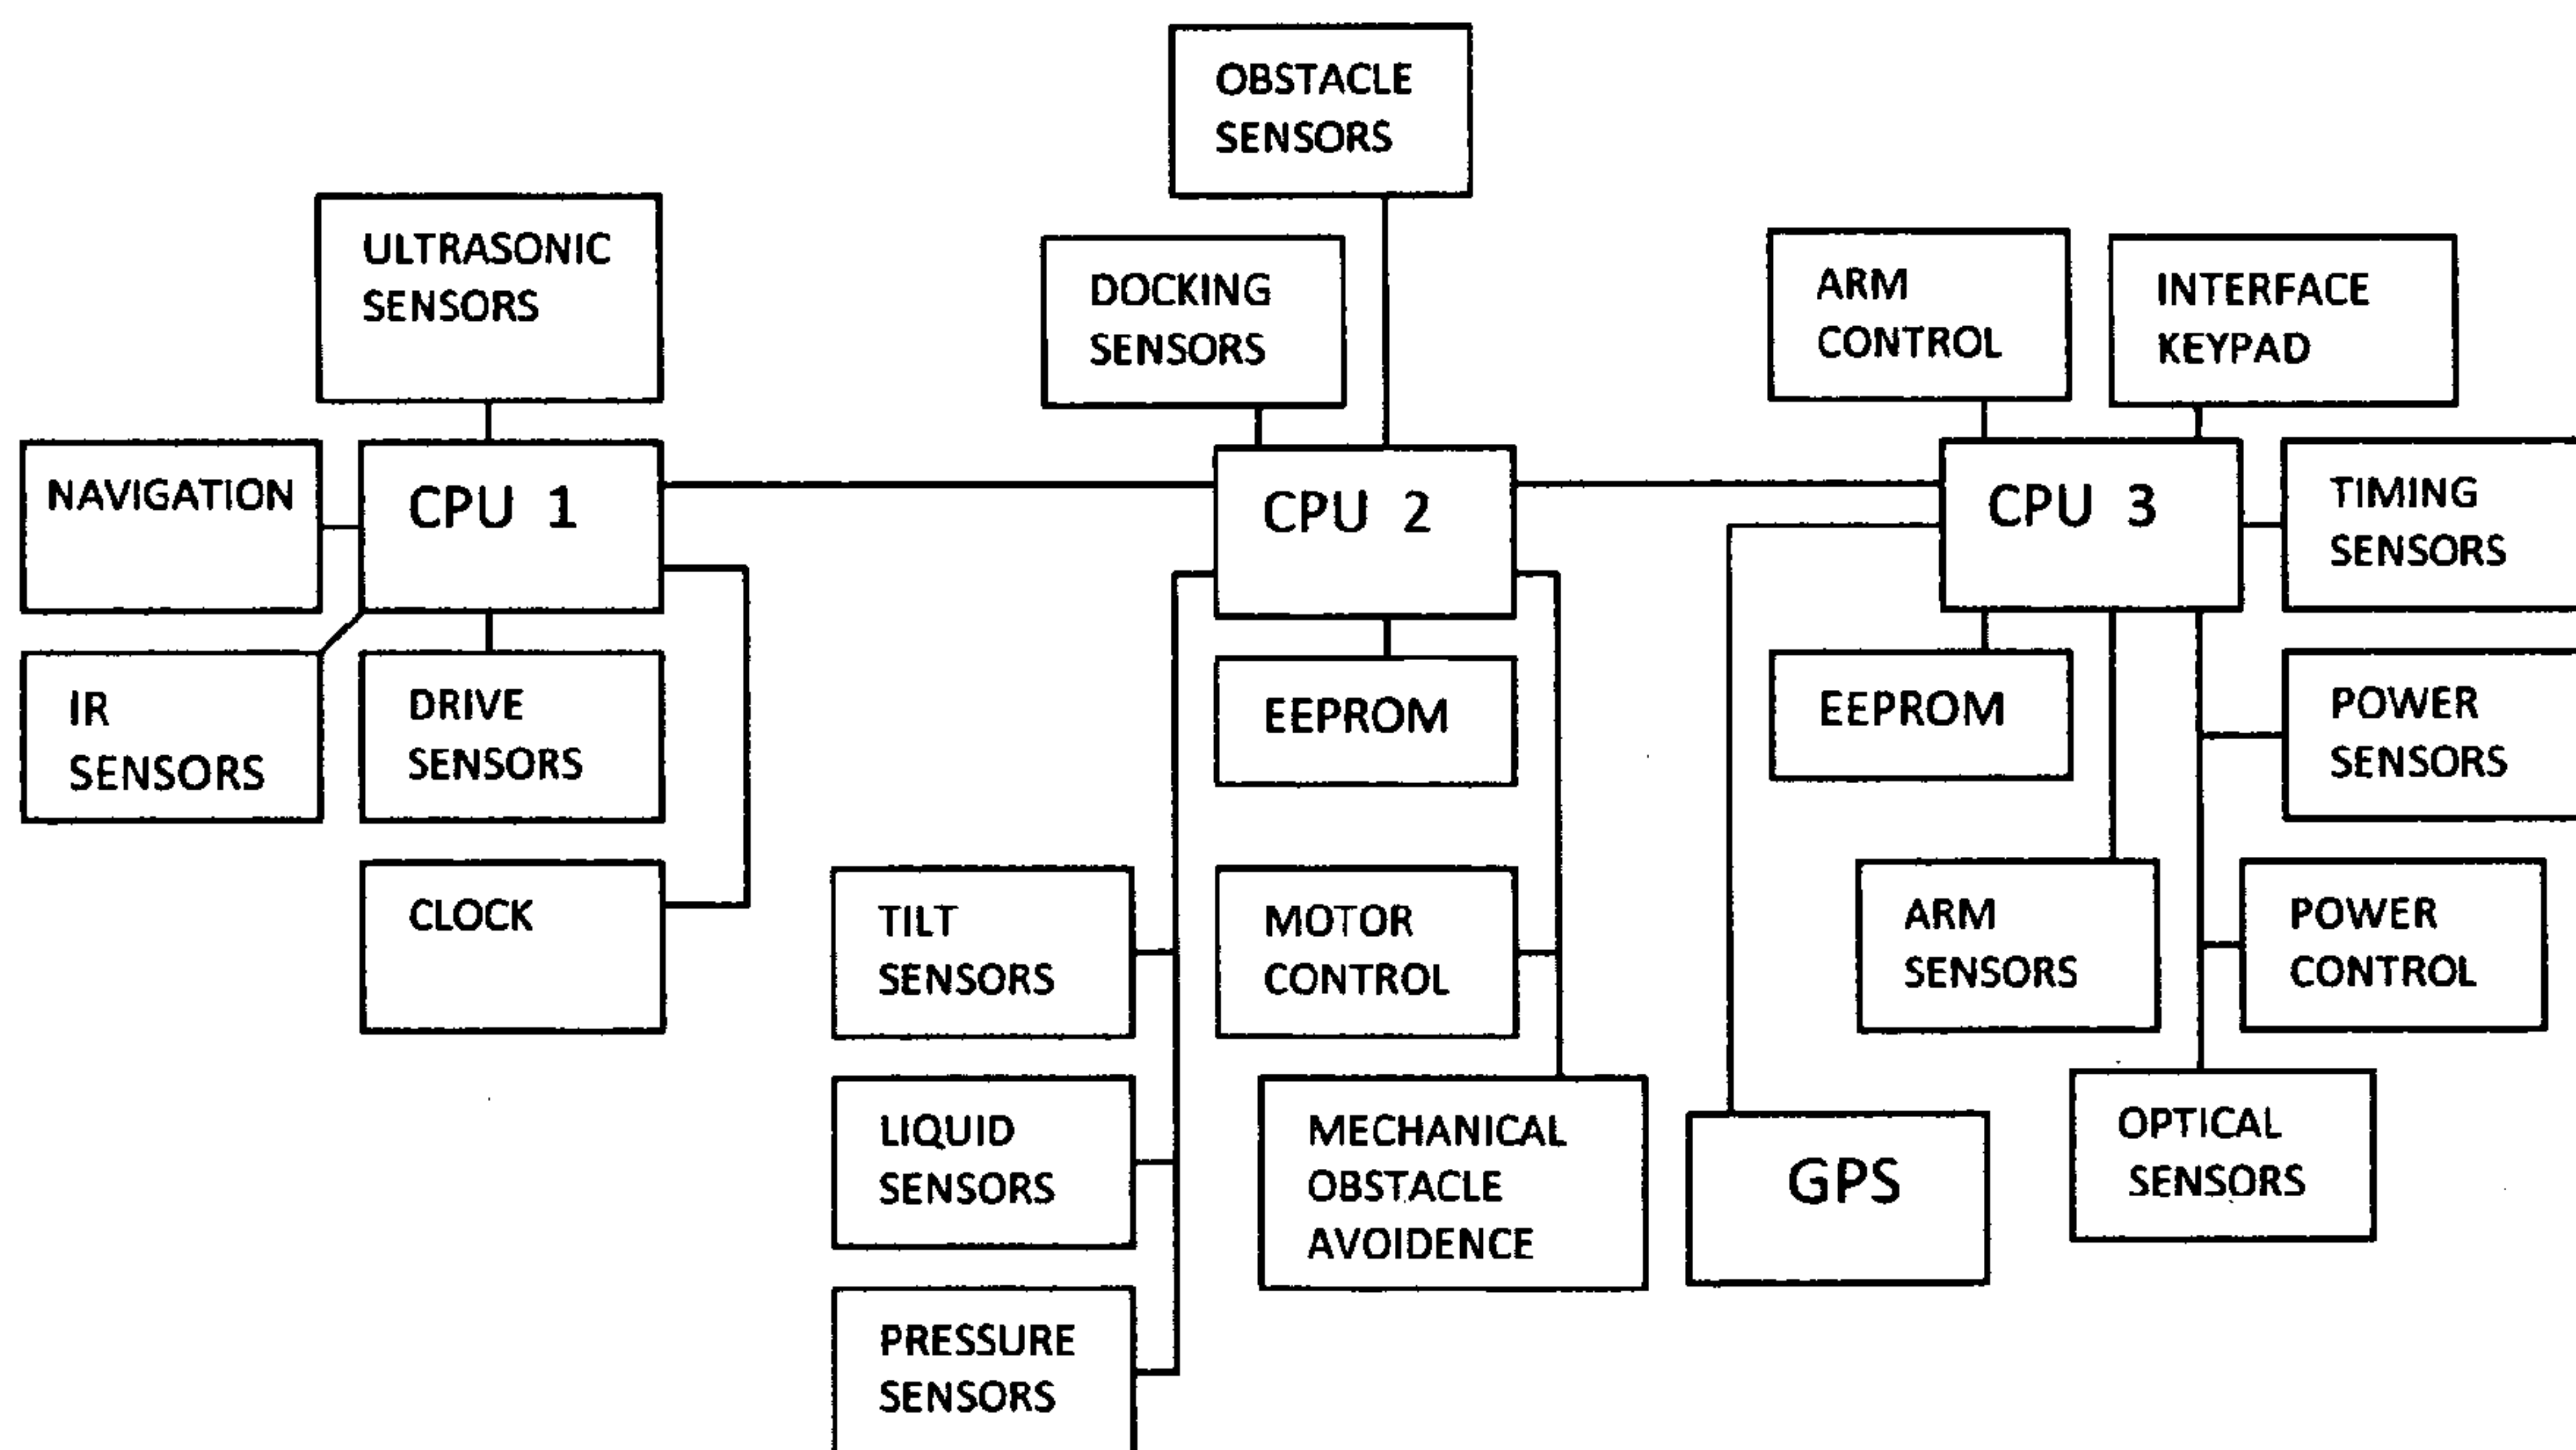 OBSTACLE
SENSORS
ULTRASONIC
SENSORS
DOCKING
SENSORS
ARM
CONTROL
INTERFACE
KEYPAD
NAVIGATION
CPU 1
CPU 2
CPU 3
TIMING
SENSORS
IR
SENSORS
DRIVE
SENSORS
EEPROM
EEPROM
POWER
SENSORS
CLOCK
TILT
SENSORS
MOTOR
CONTROL
ARM
SENSORS
POWER
CONTROL
LIQUID
SENSORS
MECHANICAL
OBSTACLE
AVOIDENCE
GPS
OPTICAL
SENSORS
PRESSURE
SENSORS